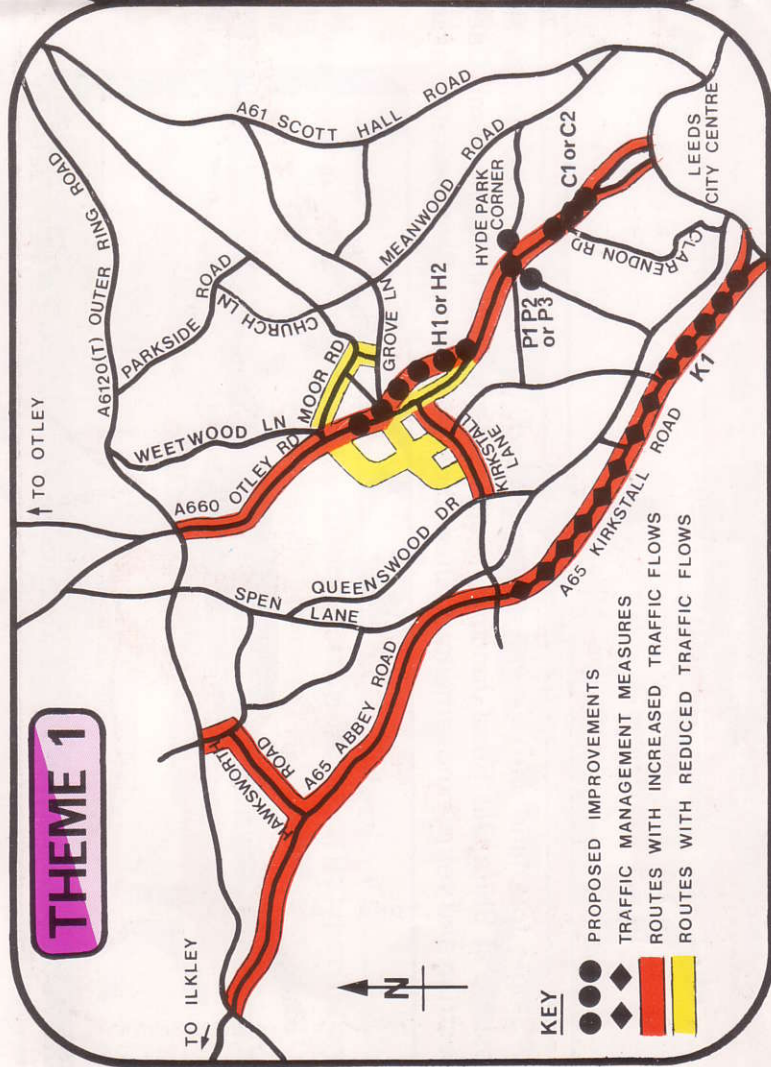 THEME 1
TO ILKLEY
TO OTLEY
A6120(T) OUTER RING ROAD
A61 SCOTT HALL ROAD
PARKSIDE ROAD
CHURCH LN
MEANWOOD ROAD
WEETWOOD LN
MOOR RD
GROVE LN
A660 OTLEY RD
H1 or H2
HYDE PARK
CORNER
C1 or C2
P1 P2
or P3
CLARENDON RD
LEEDS
CITY CENTRE
KIRKSTALL
LANE
QUEENSWOOD DR
SPEN LANE
HAWKSWORTH
ROAD
A65 ABBEY ROAD
A65 KIRKSTALL ROAD
K1
N
KEY
PROPOSED IMPROVEMENTS
TRAFFIC MANAGEMENT MEASURES
ROUTES WITH INCREASED TRAFFIC FLOWS
ROUTES WITH REDUCED TRAFFIC FLOWS